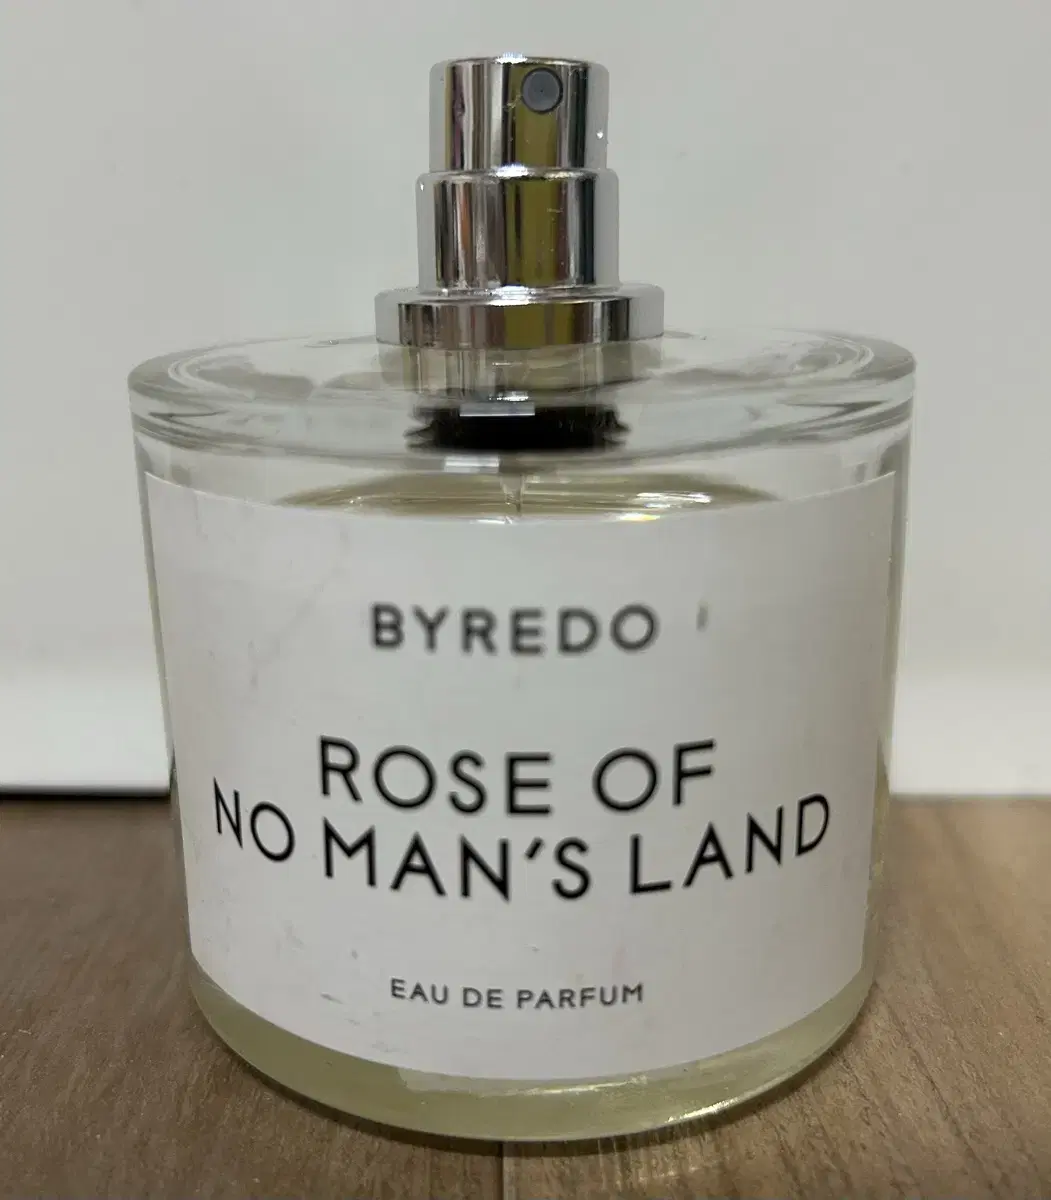 BYREDO
ROSE OF
NO MAN'S LAND
EAU DE PARFUM